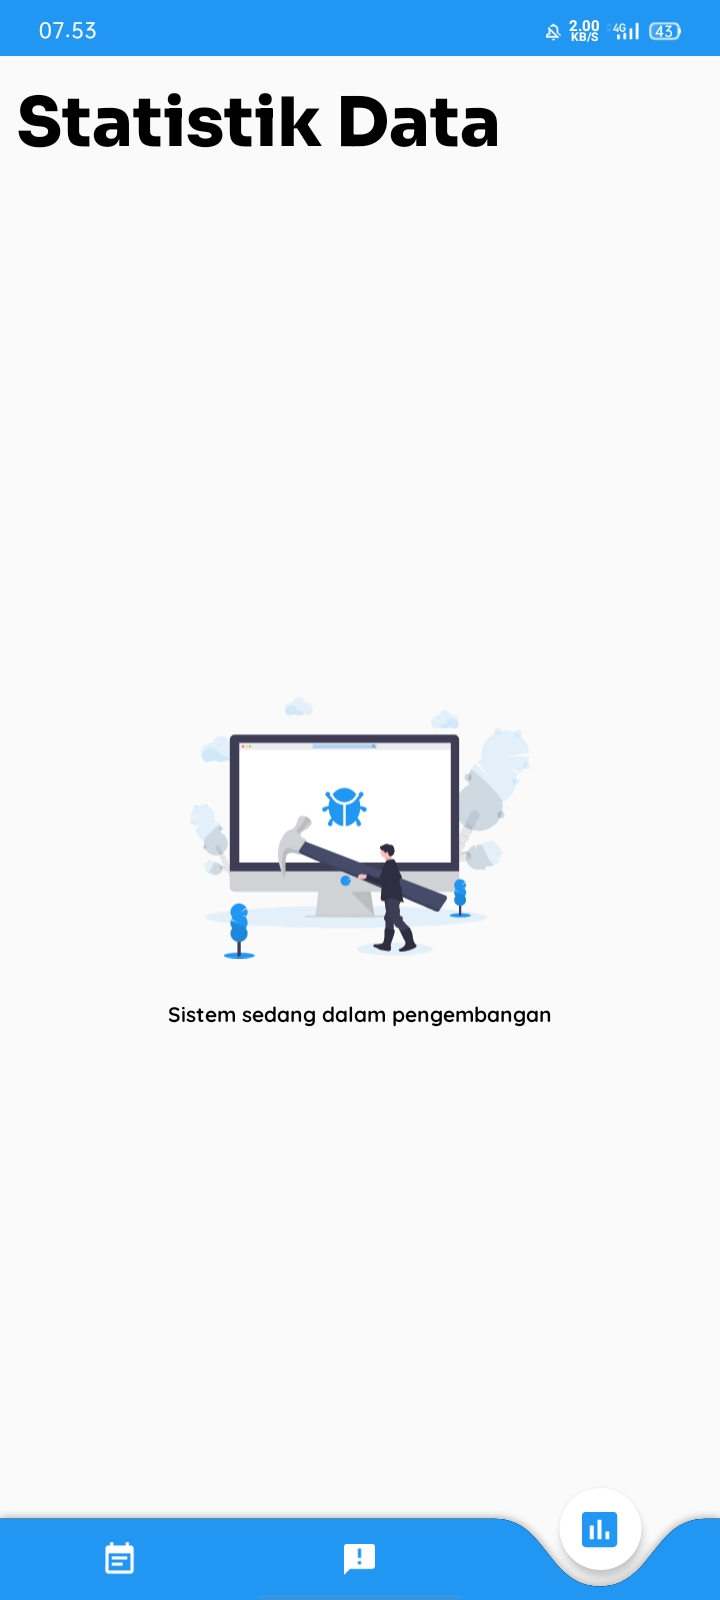 07.53
2.00
KB/S
4G
43
Statistik Data
Sistem sedang dalam pengembangan